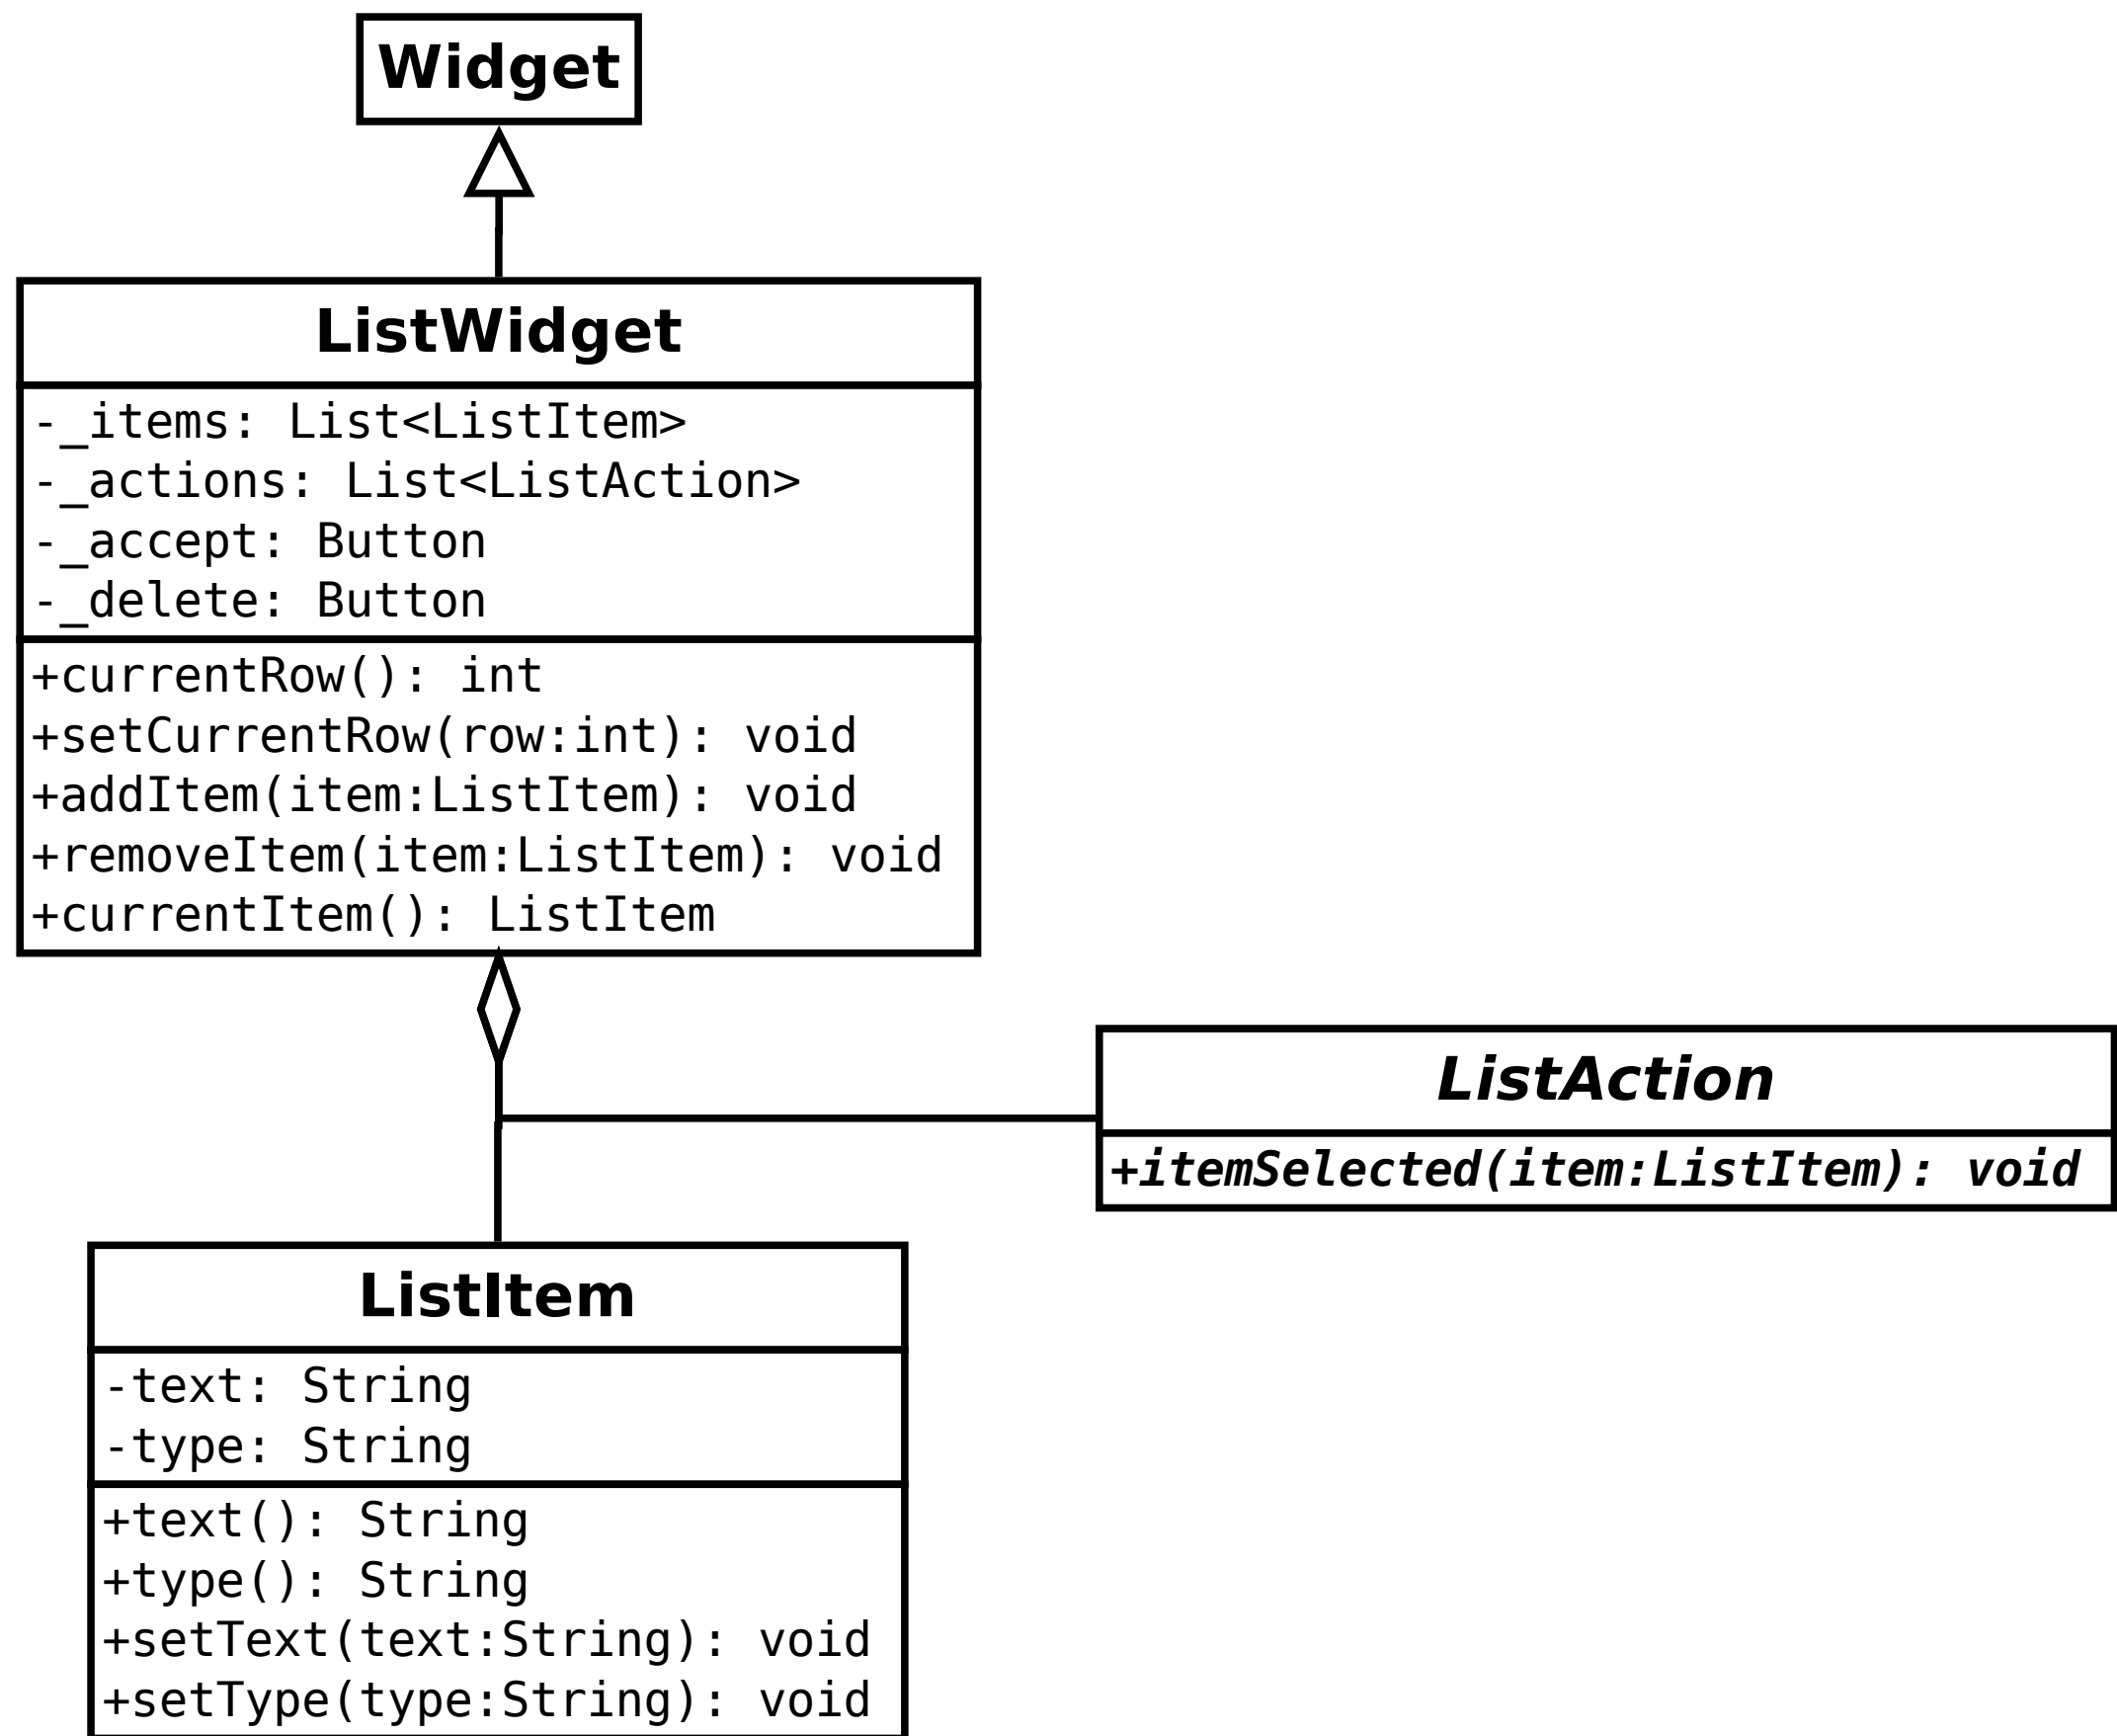 Widget
ListWidget
-_items: List<ListItem>
-_actions: List<ListAction>
-_accept: Button
-_delete: Button
+currentRow(): int
+setCurrentRow(row:int): void
+addItem(item:ListItem): void
+removeItem(item:ListItem): void
+currentItem(): ListItem
ListAction
+itemSelected(item:ListItem): void
ListItem
-text: String
-type: String
+text(): String
+type(): String
+setText(text:String): void
+setType(type:String): void